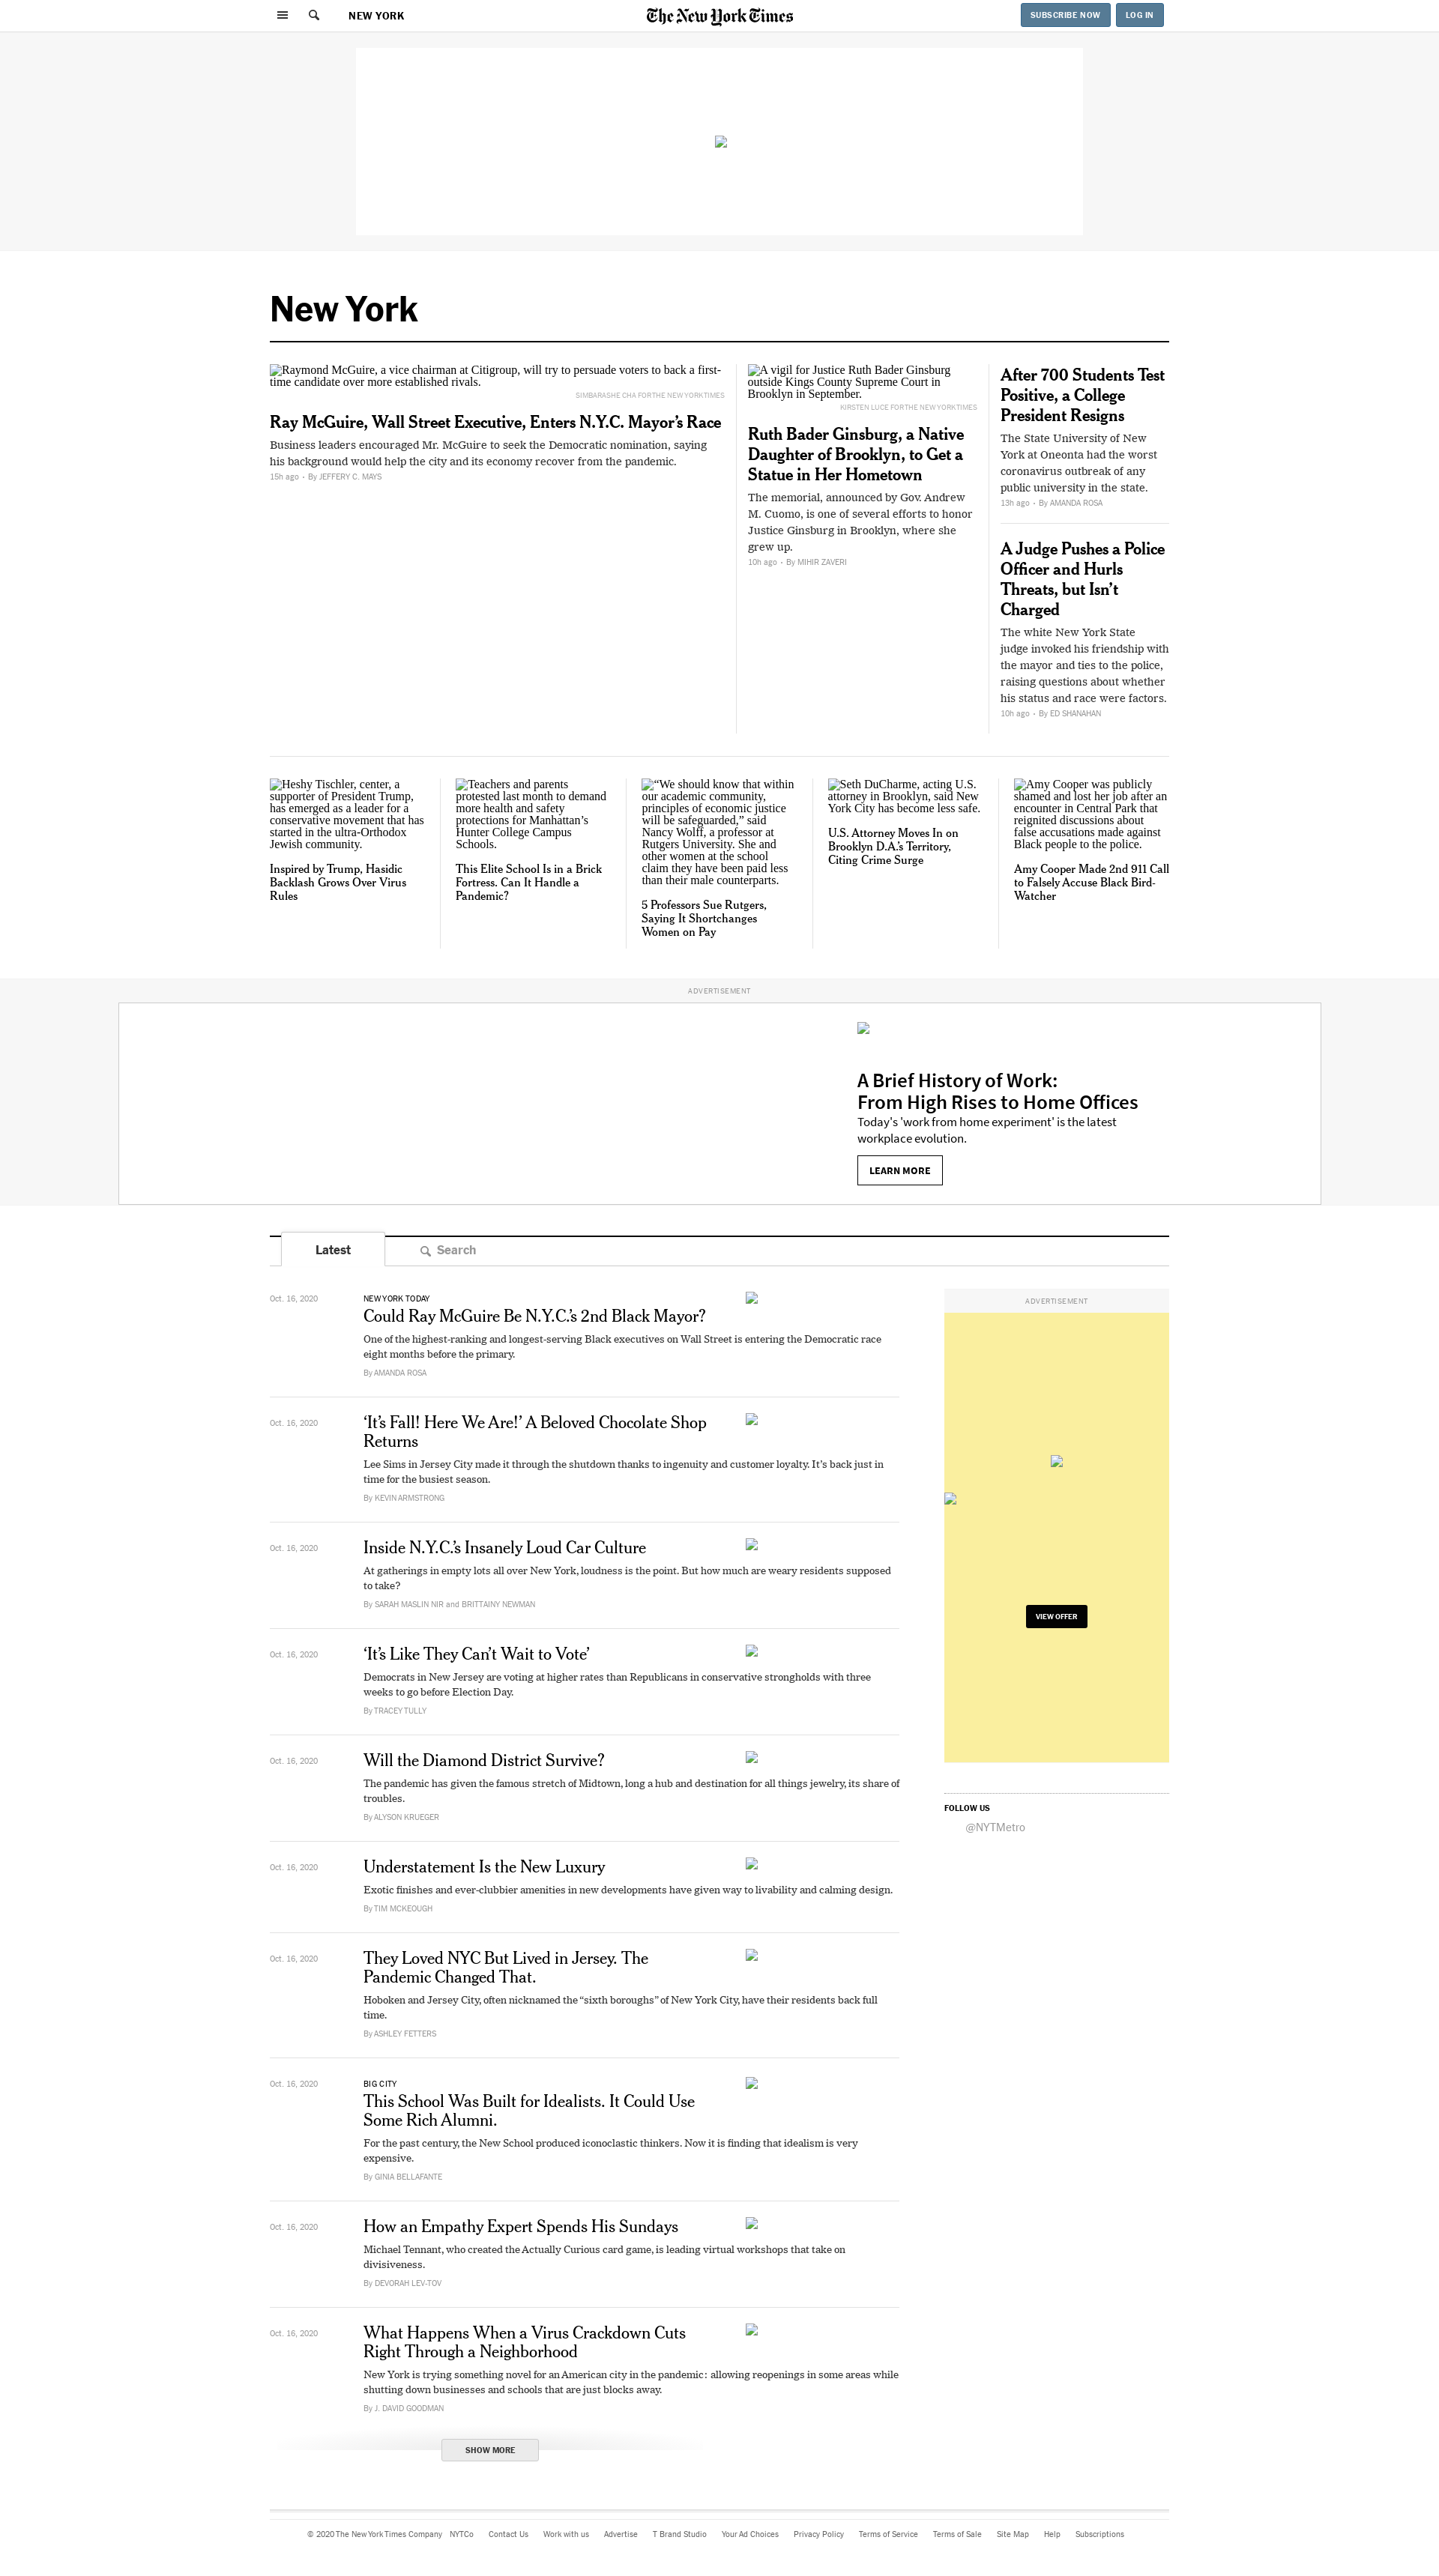 NEW YORK
The New York Times
SUBSCRIBE NOW
LOG IN
New York
Raymond McGuire, a vice chairman at Citigroup, will try to persuade voters to back a first-
time candidate over more established rivals.
SIMBARASHE CHA FOR THE NEW YORK TIMES
Ray McGuire, Wall Street Executive, Enters N.Y.C. Mayor’s Race
Business leaders encouraged Mr. McGuire to seek the Democratic nomination, saying
his background would help the city and its economy recover from the pandemic.
15h ago • By JEFFERY C. MAYS
A vigil for Justice Ruth Bader Ginsburg
outside Kings County Supreme Court in
Brooklyn in September.
KIRSTEN LUCE FOR THE NEW YORK TIMES
Ruth Bader Ginsburg, a Native
Daughter of Brooklyn, to Get a
Statue in Her Hometown
The memorial, announced by Gov. Andrew
M. Cuomo, is one of several efforts to honor
Justice Ginsburg in Brooklyn, where she
grew up.
10h ago • By MIHIR ZAVERI
After 700 Students Test
Positive, a College
President Resigns
The State University of New
York at Oneonta had the worst
coronavirus outbreak of any
public university in the state.
13h ago • By AMANDA ROSA
A Judge Pushes a Police
Officer and Hurls
Threats, but Isn’t
Charged
The white New York State
judge invoked his friendship with
the mayor and ties to the police,
raising questions about whether
his status and race were factors.
10h ago • By ED SHANAHAN
Heshy Tischler, center, a
supporter of President Trump,
has emerged as a leader for a
conservative movement that has
started in the ultra-Orthodox
Jewish community.
Inspired by Trump, Hasidic
Backlash Grows Over Virus
Rules
Teachers and parents
protested last month to demand
more health and safety
protections for Manhattan’s
Hunter College Campus
Schools.
This Elite School Is in a Brick
Fortress. Can It Handle a
Pandemic?
“We should know that within
our academic community,
principles of economic justice
will be safeguarded,” said
Nancy Wolff, a professor at
Rutgers University. She and
other women at the school
claim they have been paid less
than their male counterparts.
5 Professors Sue Rutgers,
Saying It Shortchanges
Women on Pay
Seth DuCharme, acting U.S.
attorney in Brooklyn, said New
York City has become less safe.
U.S. Attorney Moves In on
Brooklyn D.A.’s Territory,
Citing Crime Surge
Amy Cooper was publicly
shamed and lost her job after an
encounter in Central Park that
reignited discussions about
false accusations made against
Black people to the police.
Amy Cooper Made 2nd 911 Call
to Falsely Accuse Black Bird-
Watcher
ADVERTISEMENT
A Brief History of Work:
From High Rises to Home Offices
Today's 'work from home experiment' is the latest
workplace evolution.
LEARN MORE
Latest
Search
Oct. 16, 2020
NEW YORK TODAY
Could Ray McGuire Be N.Y.C.’s 2nd Black Mayor?
One of the highest-ranking and longest-serving Black executives on Wall Street is entering the Democratic race
eight months before the primary.
By AMANDA ROSA
Oct. 16, 2020
‘It’s Fall! Here We Are!’ A Beloved Chocolate Shop
Returns
Lee Sims in Jersey City made it through the shutdown thanks to ingenuity and customer loyalty. It’s back just in
time for the busiest season.
By KEVIN ARMSTRONG
Oct. 16, 2020
Inside N.Y.C.’s Insanely Loud Car Culture
At gatherings in empty lots all over New York, loudness is the point. But how much are weary residents supposed
to take?
By SARAH MASLIN NIR and BRITTAINY NEWMAN
Oct. 16, 2020
‘It’s Like They Can’t Wait to Vote’
Democrats in New Jersey are voting at higher rates than Republicans in conservative strongholds with three
weeks to go before Election Day.
By TRACEY TULLY
Oct. 16, 2020
Will the Diamond District Survive?
The pandemic has given the famous stretch of Midtown, long a hub and destination for all things jewelry, its share of
troubles.
By ALYSON KRUEGER
Oct. 16, 2020
Understatement Is the New Luxury
Exotic finishes and ever-clubbier amenities in new developments have given way to livability and calming design.
By TIM MCKEOUGH
Oct. 16, 2020
They Loved NYC But Lived in Jersey. The
Pandemic Changed That.
Hoboken and Jersey City, often nicknamed the “sixth boroughs” of New York City, have their residents back full
time.
By ASHLEY FETTERS
Oct. 16, 2020
BIG CITY
This School Was Built for Idealists. It Could Use
Some Rich Alumni.
For the past century, the New School produced iconoclastic thinkers. Now it is finding that idealism is very
expensive.
By GINIA BELLAFANTE
Oct. 16, 2020
How an Empathy Expert Spends His Sundays
Michael Tennant, who created the Actually Curious card game, is leading virtual workshops that take on
divisiveness.
By DEVORAH LEV-TOV
Oct. 16, 2020
What Happens When a Virus Crackdown Cuts
Right Through a Neighborhood
New York is trying something novel for an American city in the pandemic: allowing reopenings in some areas while
shutting down businesses and schools that are just blocks away.
By J. DAVID GOODMAN
SHOW MORE
ADVERTISEMENT
VIEW OFFER
FOLLOW US
@NYTMetro
© 2020 The New York Times Company NYTCo Contact Us Work with us Advertise T Brand Studio Your Ad Choices Privacy Policy Terms of Service Terms of Sale Site Map Help Subscriptions